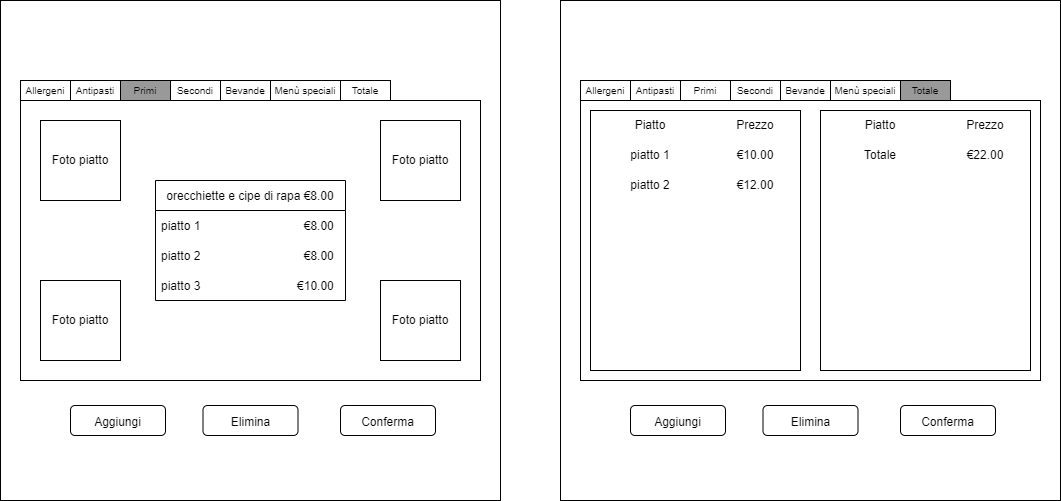 Allergeni Antipasti Primi Secondi Bevande Menù speciali Totale
Foto piatto
Foto piatto
orecchiette e cipe di rapa €8.00
piatto 1 €8.00
piatto 2 €8.00
piatto 3 €10.00
Foto piatto
Foto piatto
Aggiungi Elimina Conferma
Allergeni Antipasti Primi Secondi Bevande Menù speciali Totale
Piatto Prezzo
piatto 1 €10.00
piatto 2 €12.00
Piatto Prezzo
Totale €22.00
Aggiungi Elimina Conferma